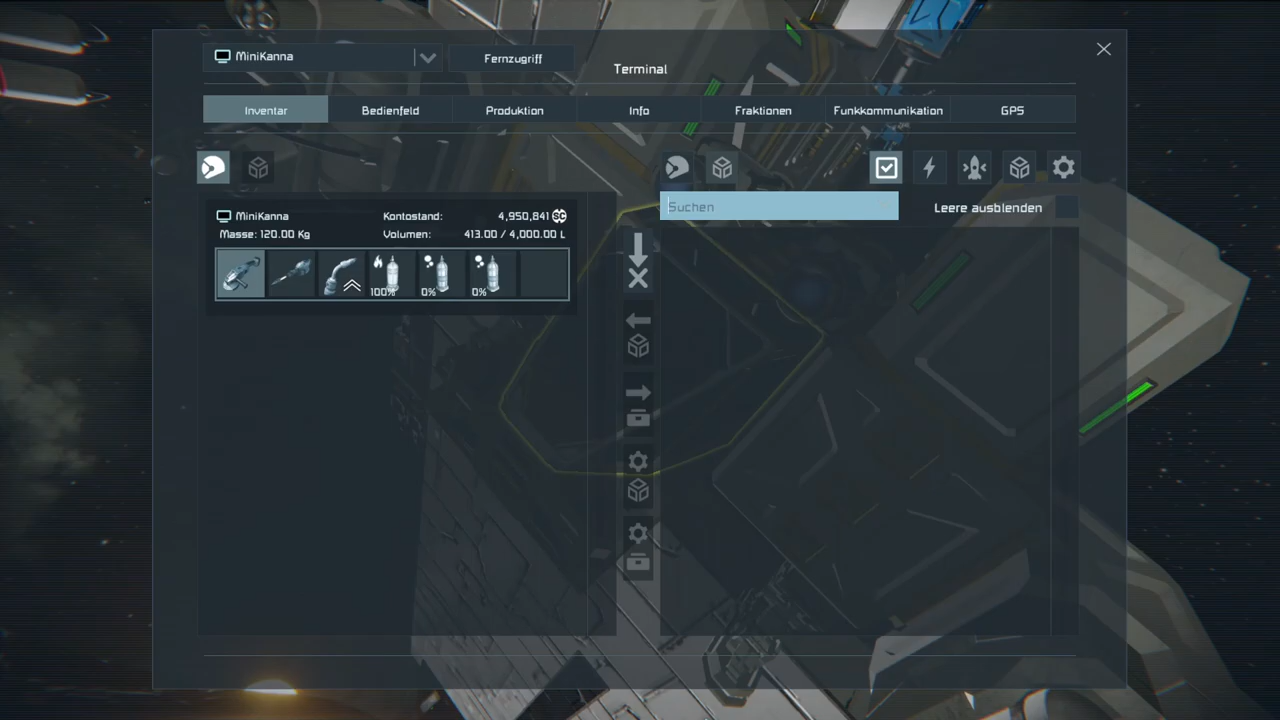 MiniKanna
Fernzugriff
Terminal
Inventar
Bedienfeld
Produktion
Info
Fraktionen
Funkkommunikation
GPS
Suchen
Leere ausblenden
MiniKanna
Kontostand:
4,950,841 SC
Masse: 120.00 Kg
Volumen:
413.00 / 4,000.00 L
100%
0%
0%